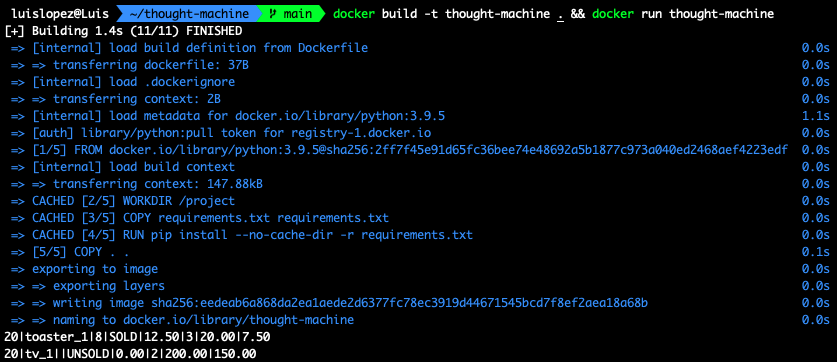 luislopez@Luis ~/thought-machine main docker build -t thought-machine . && docker run thought-machine
[+] Building 1.4s (11/11) FINISHED
=> [internal] load build definition from Dockerfile 0.0s
=> => transferring dockerfile: 37B 0.0s
=> [internal] load .dockerignore 0.0s
=> => transferring context: 2B 0.0s
=> [internal] load metadata for docker.io/library/python:3.9.5 1.1s
=> [auth] library/python:pull token for registry-1.docker.io 0.0s
=> [1/5] FROM docker.io/library/python:3.9.5@sha256:2ff7f45e91d65fc36bee74e48692a5b1877c973a040ed2468aef4223edf 0.0s
=> [internal] load build context 0.0s
=> => transferring context: 147.88kB 0.0s
=> CACHED [2/5] WORKDIR /project 0.0s
=> CACHED [3/5] COPY requirements.txt requirements.txt 0.0s
=> CACHED [4/5] RUN pip install --no-cache-dir -r requirements.txt 0.0s
=> [5/5] COPY . . 0.1s
=> exporting to image 0.0s
=> => exporting layers 0.0s
=> => writing image sha256:eedeab6a868da2ea1aede2d6377fc78ec3919d44671545bcd7f8ef2aea18a68b 0.0s
=> => naming to docker.io/library/thought-machine 0.0s
20|toaster_1|8|SOLD|12.50|3|20.00|7.50
20|tv_1||UNSOLD|0.00|2|200.00|150.00